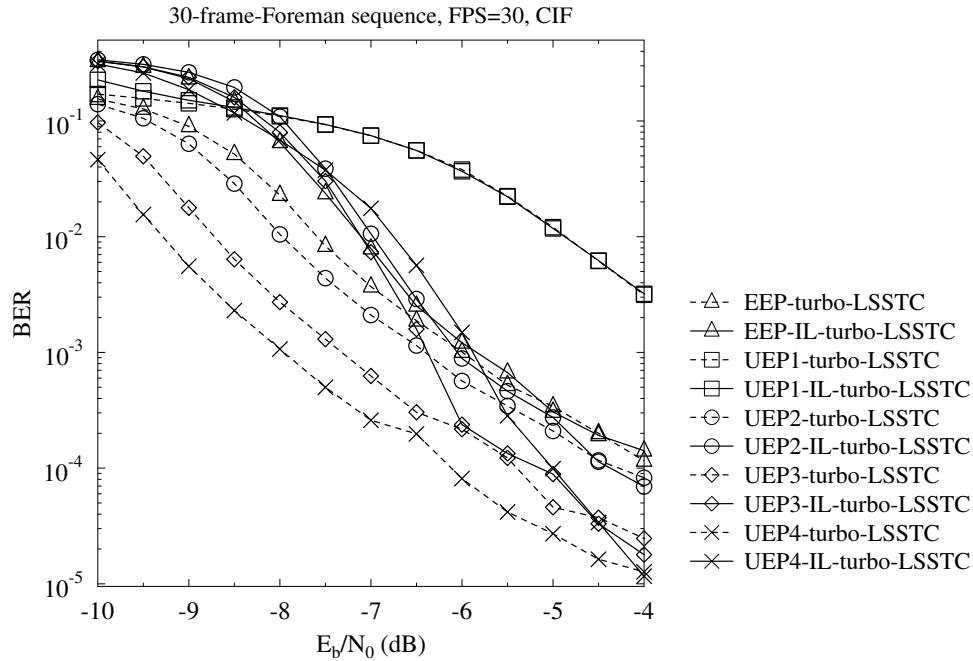 30-frame-Foreman sequence, FPS=30, CIF
BER
10^-1
10^-2
10^-3
10^-4
10^-5
-10 -9 -8 -7 -6 -5 -4
E_b/N_0 (dB)
EEP-turbo-LSSTC
EEP-IL-turbo-LSSTC
UEP1-turbo-LSSTC
UEP1-IL-turbo-LSSTC
UEP2-turbo-LSSTC
UEP2-IL-turbo-LSSTC
UEP3-turbo-LSSTC
UEP3-IL-turbo-LSSTC
UEP4-turbo-LSSTC
UEP4-IL-turbo-LSSTC